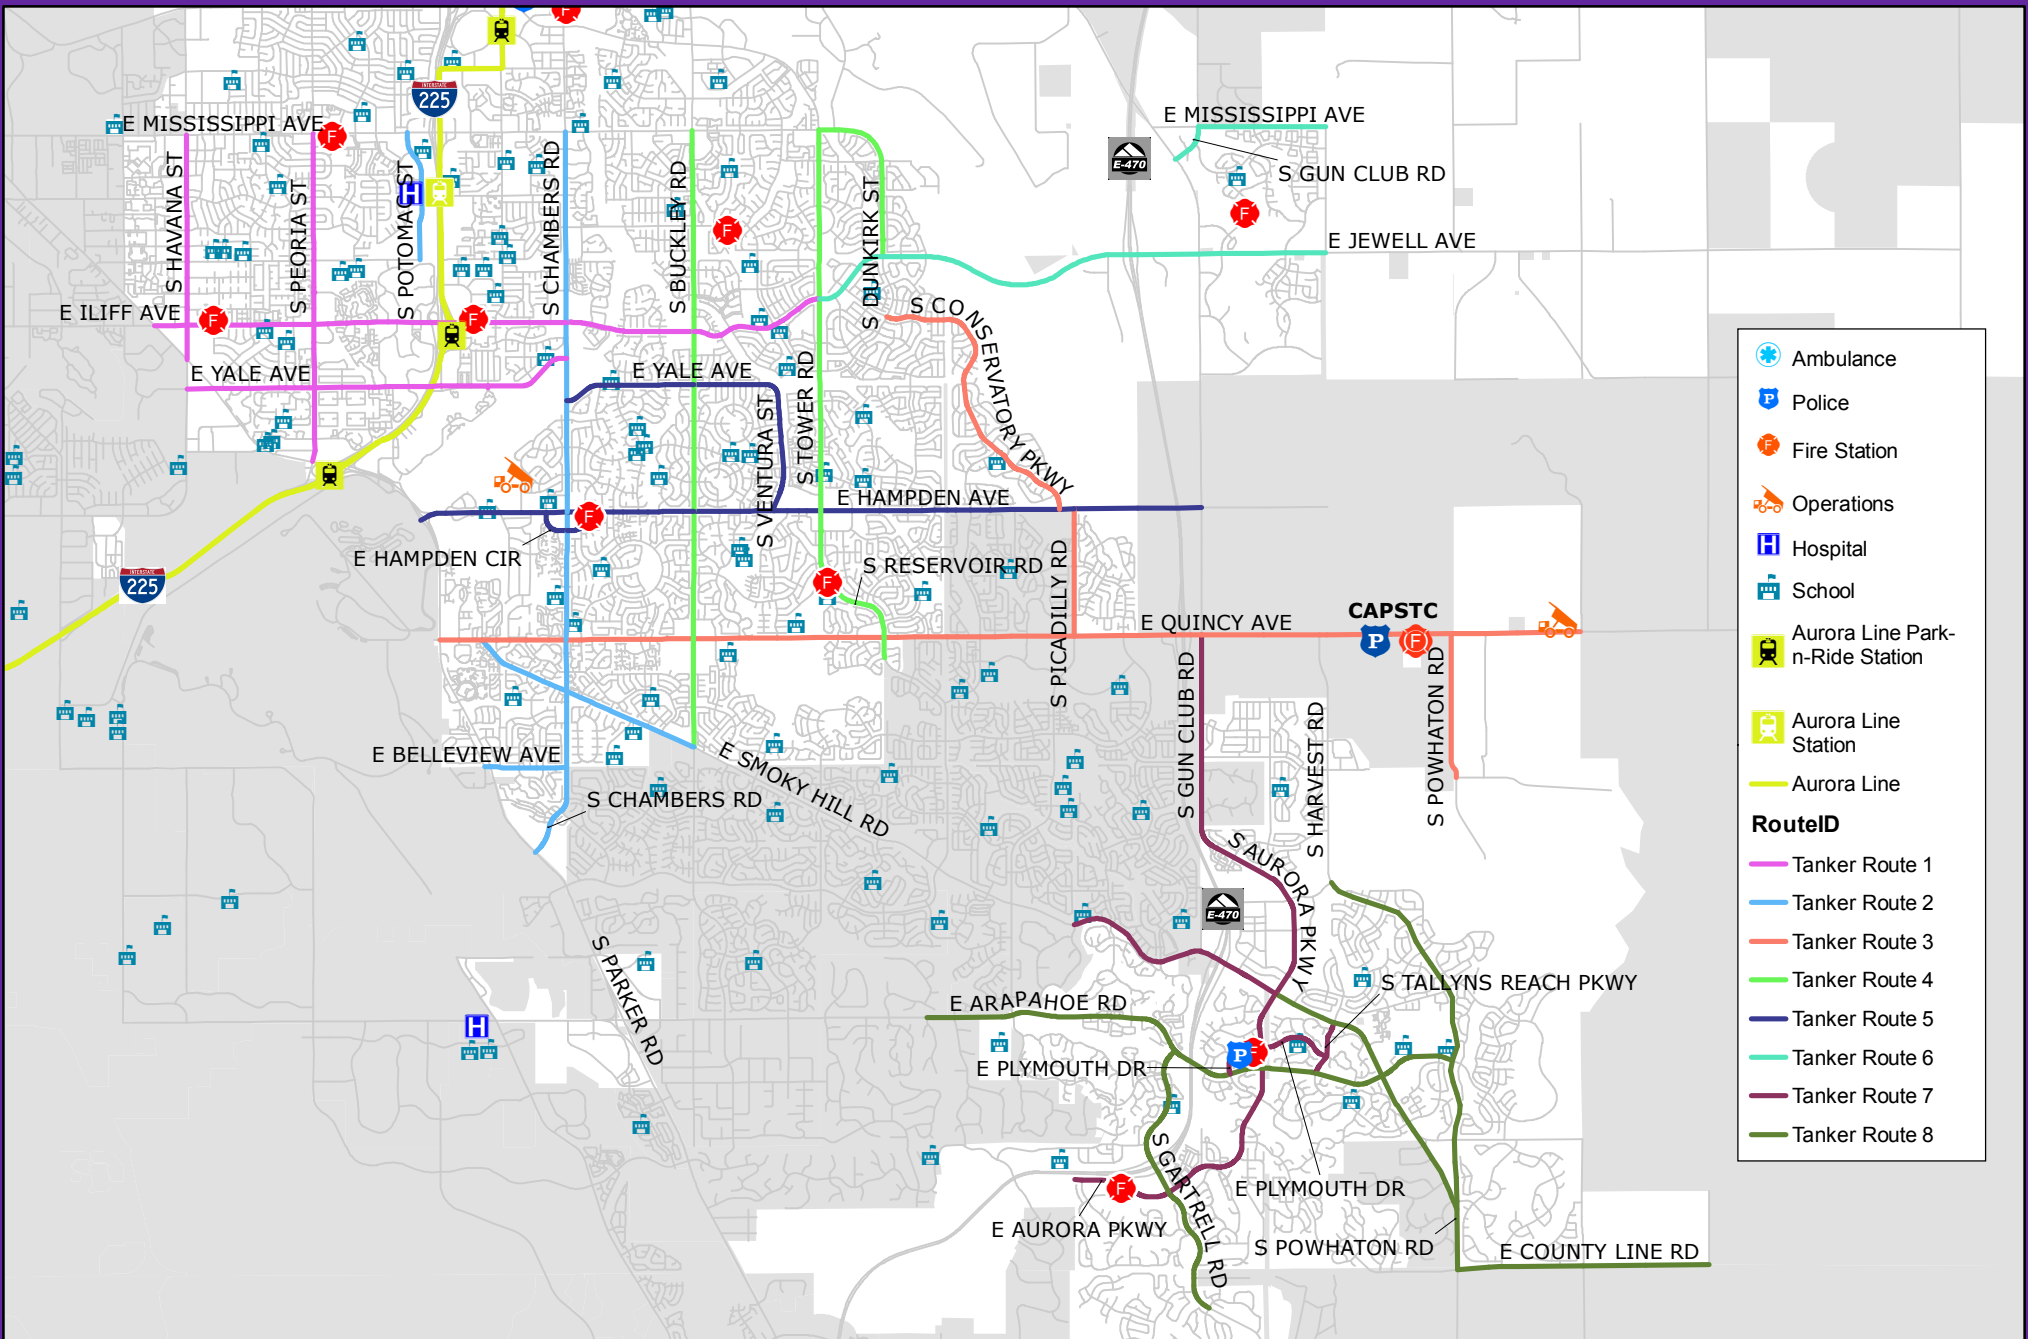 INTERSTATE
225
E MISSISSIPPI AVE
E MISSISSIPPI AVE
S GUN CLUB RD
E-470
S HAVANA ST
S PEORIA ST
S POTOMAC ST
H
S CHAMBERS RD
S BUCKLEY RD
S DUNKIRK ST
E JEWELL AVE
E ILIFF AVE
S CONSERVATORY PKWY
E YALE AVE
E YALE AVE
S VENTURA ST
S TOWER RD
E HAMPDEN AVE
E HAMPDEN CIR
S RESERVOIR RD
INTERSTATE
225
S PICADILLY RD
E QUINCY AVE
CAPSTC
P
F
S GUN CLUB RD
S HARVEST RD
S POWHATON RD
E BELLEVIEW AVE
E SMOKY HILL RD
S CHAMBERS RD
S AURORA PKWY
E-470
S PARKER RD
S TALLYNS REACH PKWY
E ARAPAHOE RD
H
E PLYMOUTH DR
P
F
S GARTRELL RD
E PLYMOUTH DR
E AURORA PKWY
F
S POWHATON RD
E COUNTY LINE RD
Ambulance
P Police
F Fire Station
Operations
H Hospital
School
Aurora Line Park-
n-Ride Station
Aurora Line
Station
Aurora Line
RouteID
Tanker Route 1
Tanker Route 2
Tanker Route 3
Tanker Route 4
Tanker Route 5
Tanker Route 6
Tanker Route 7
Tanker Route 8